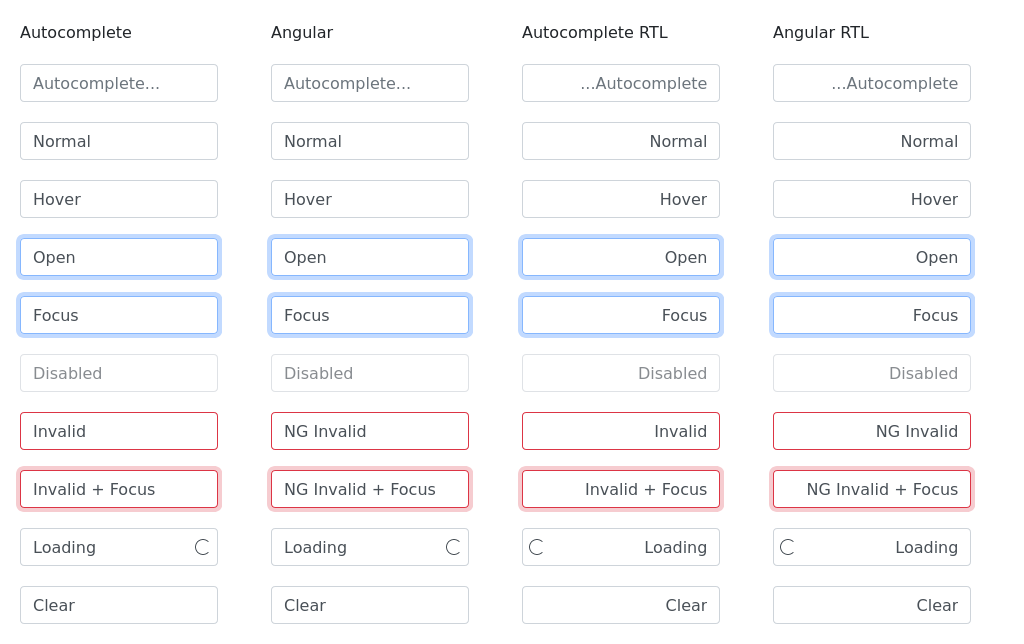 Autocomplete Angular Autocomplete RTL Angular RTL
Autocomplete... Autocomplete... ...Autocomplete ...Autocomplete
Normal Normal Normal Normal
Hover Hover Hover Hover
Open Open Open Open
Focus Focus Focus Focus
Disabled Disabled Disabled Disabled
Invalid NG Invalid Invalid NG Invalid
Invalid + Focus NG Invalid + Focus Invalid + Focus NG Invalid + Focus
Loading Loading Loading Loading
Clear Clear Clear Clear